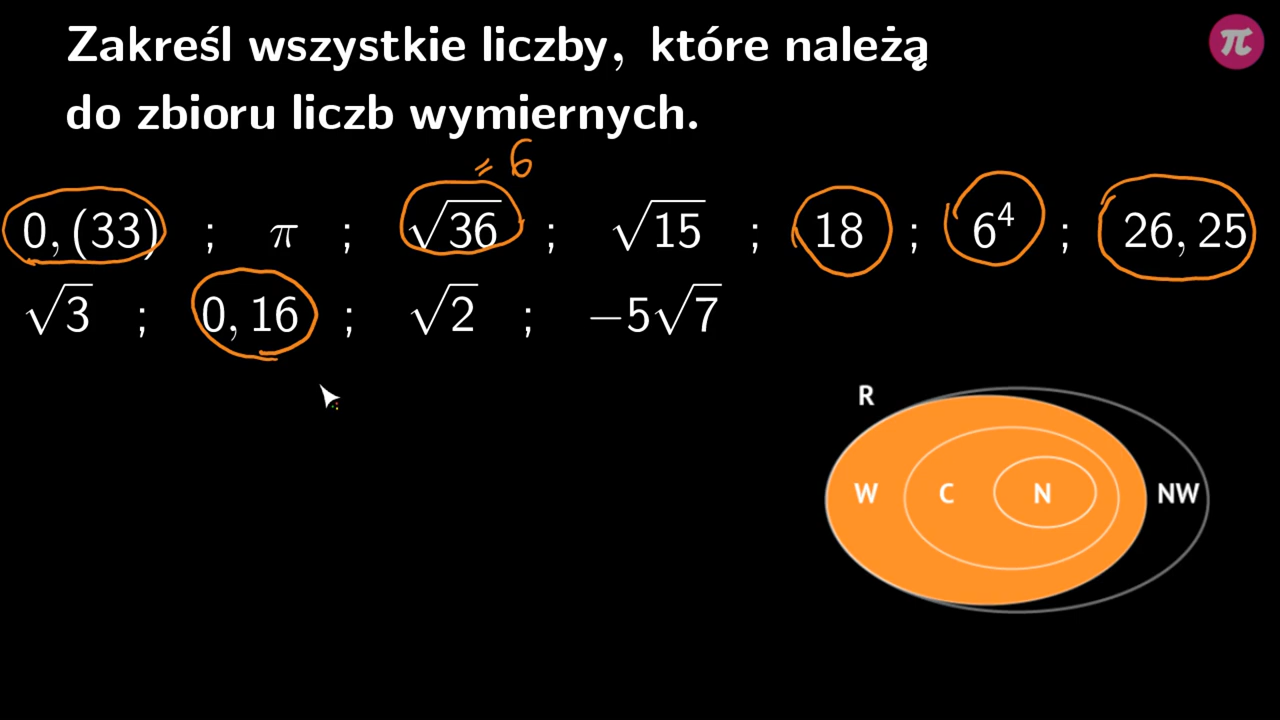 Zakreśl wszystkie liczby, które należą
do zbioru liczb wymiernych.
= 6
0,(33) ; π ; √36 ; √15 ; 18 ; 6⁴ ; 26,25
√3 ; 0,16 ; √2 ; −5√7
R
W C N NW
π